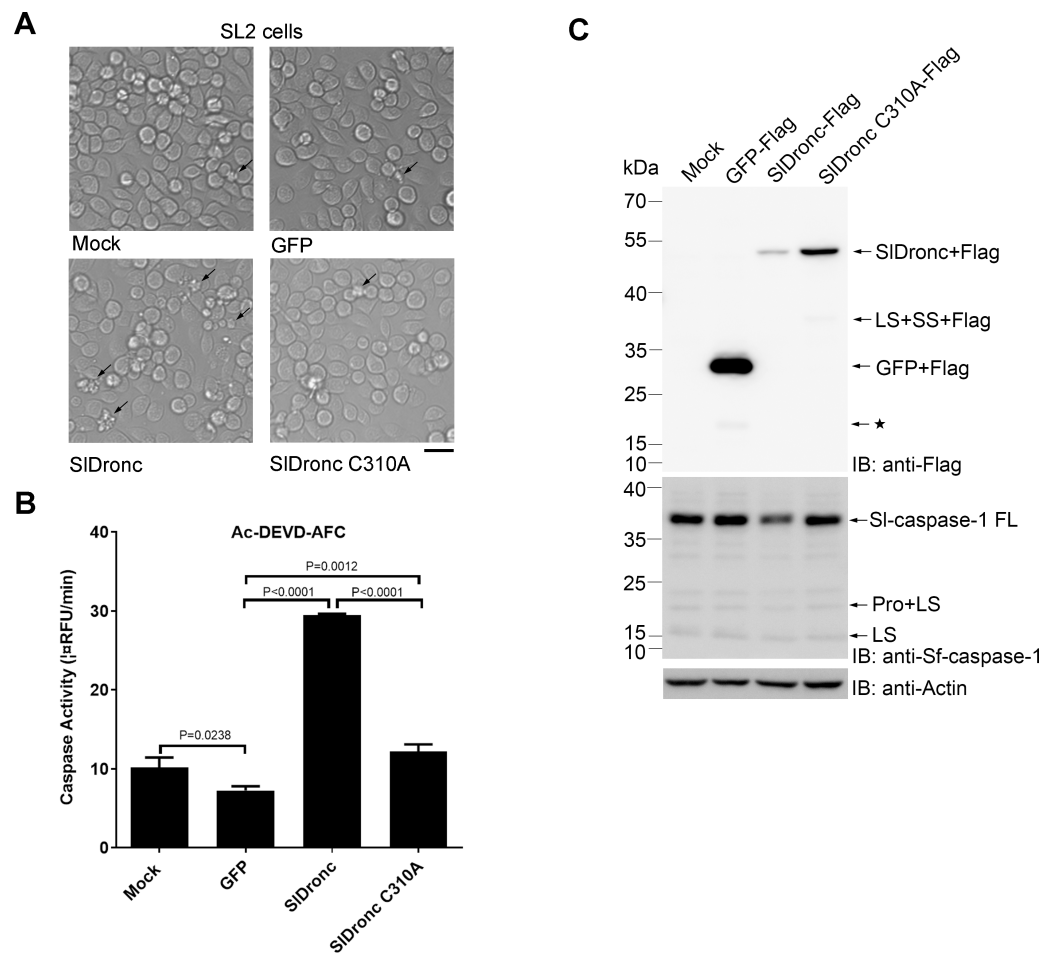 A
SL2 cells
Mock
GFP
SlDronc
SlDronc C310A
B
Ac-DEVD-AFC
Caspase Activity (¦¤RFU/min)
40
30
20
10
0
P=0.0012
P<0.0001
P<0.0001
P=0.0238
Mock
GFP
SlDronc
SlDronc C310A
C
kDa
Mock
GFP-Flag
SlDronc-Flag
SlDronc C310A-Flag
70
55
40
35
25
15
10
SlDronc+Flag
LS+SS+Flag
GFP+Flag
★
IB: anti-Flag
40
35
25
15
10
Sl-caspase-1 FL
Pro+LS
LS
IB: anti-Sf-caspase-1
IB: anti-Actin